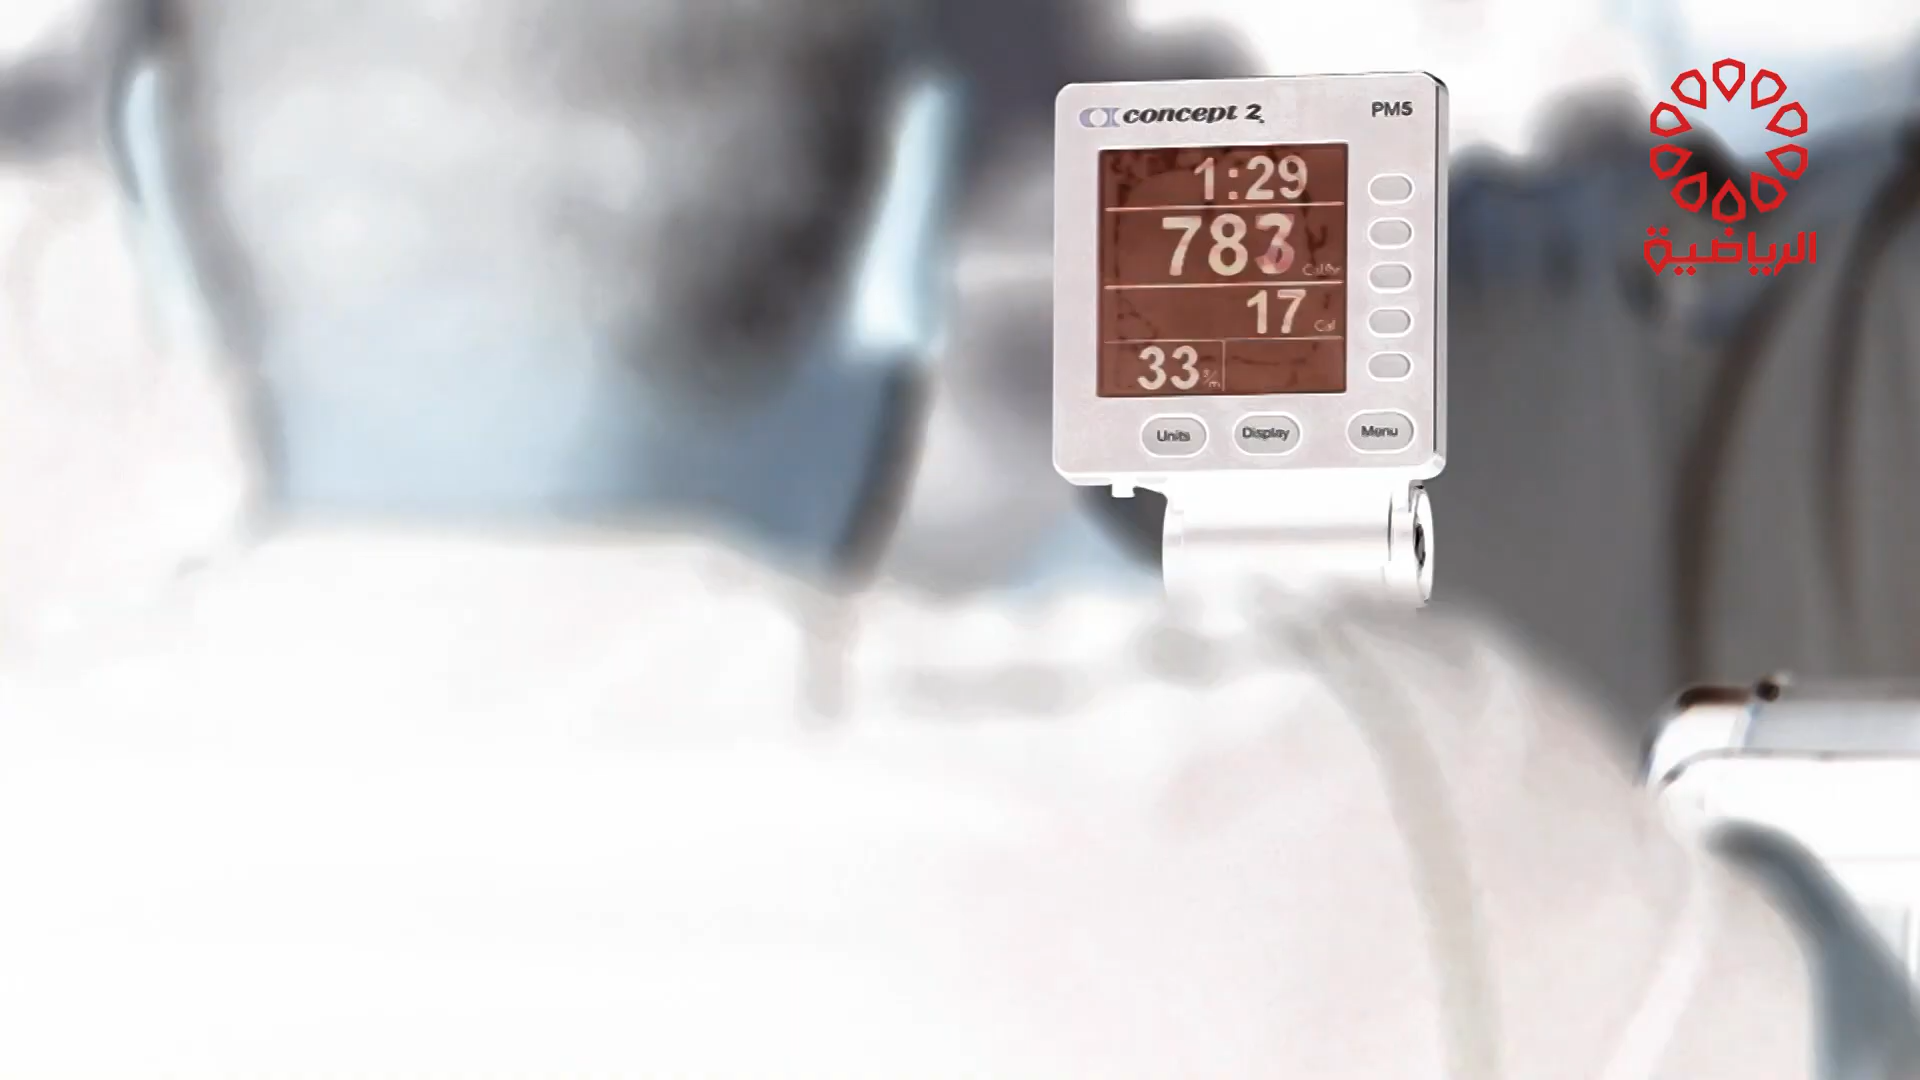 concept 2
PM5
1:29
783 Cal/hr
17 Cal
33 s/m
Units
Display
Menu
الرياضية